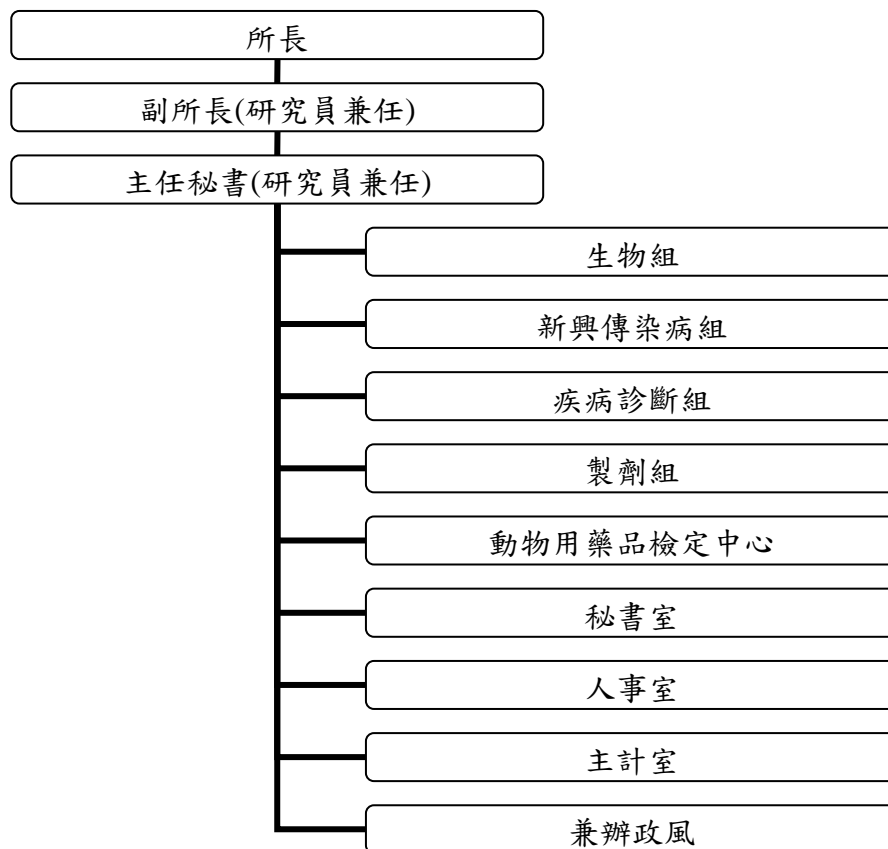 所長
副所長(研究員兼任)
主任秘書(研究員兼任)
生物組
新興傳染病組
疾病診斷組
製劑組
動物用藥品檢定中心
秘書室
人事室
主計室
兼辦政風